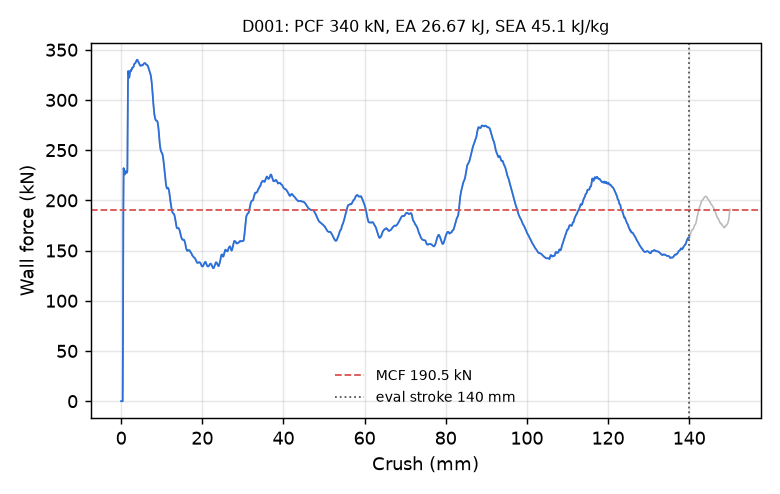 D001: PCF 340 kN, EA 26.67 kJ, SEA 45.1 kJ/kg
Wall force (kN)
350
300
250
200
150
100
50
0
MCF 190.5 kN
eval stroke 140 mm
0 20 40 60 80 100 120 140
Crush (mm)